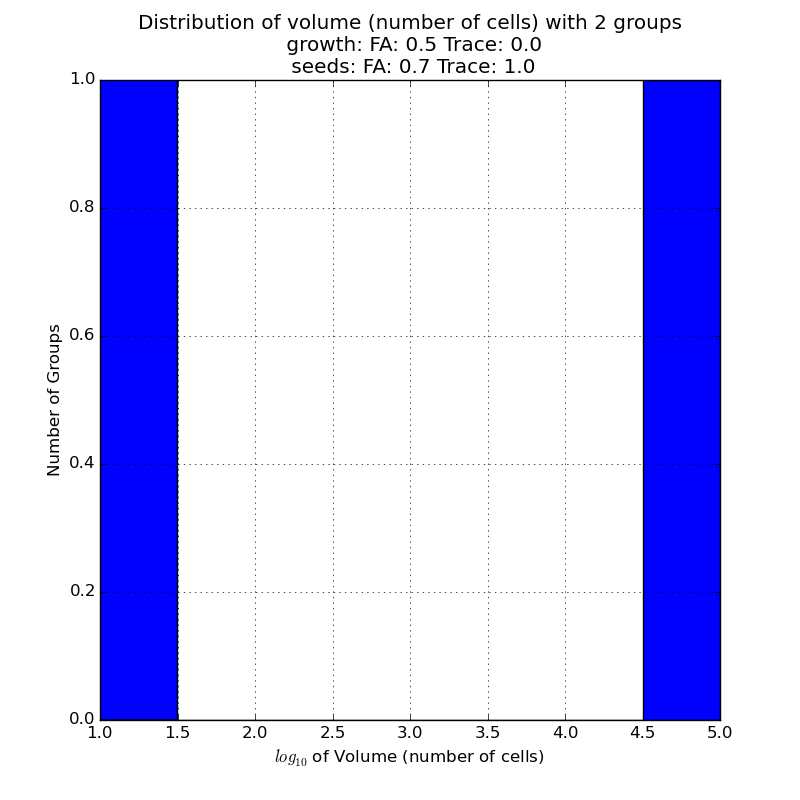 Distribution of volume (number of cells) with 2 groups
growth: FA: 0.5 Trace: 0.0
seeds: FA: 0.7 Trace: 1.0
1.0
0.8
0.6
0.4
0.2
0.0
Number of Groups
1.0 1.5 2.0 2.5 3.0 3.5 4.0 4.5 5.0
log10 of Volume (number of cells)